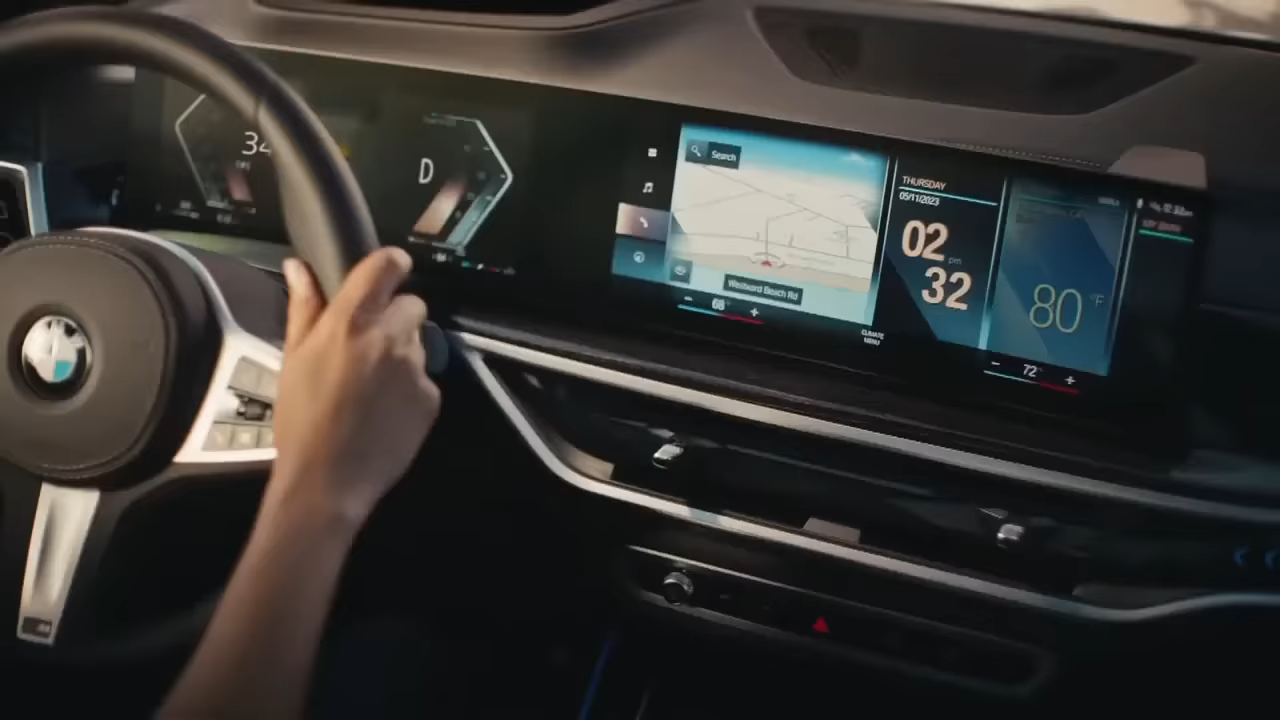 34
D
Search
Westward Beach Rd
68
CLIMATE
MENU
THURSDAY
05/11/2023
02
pm
32
80 °F
72